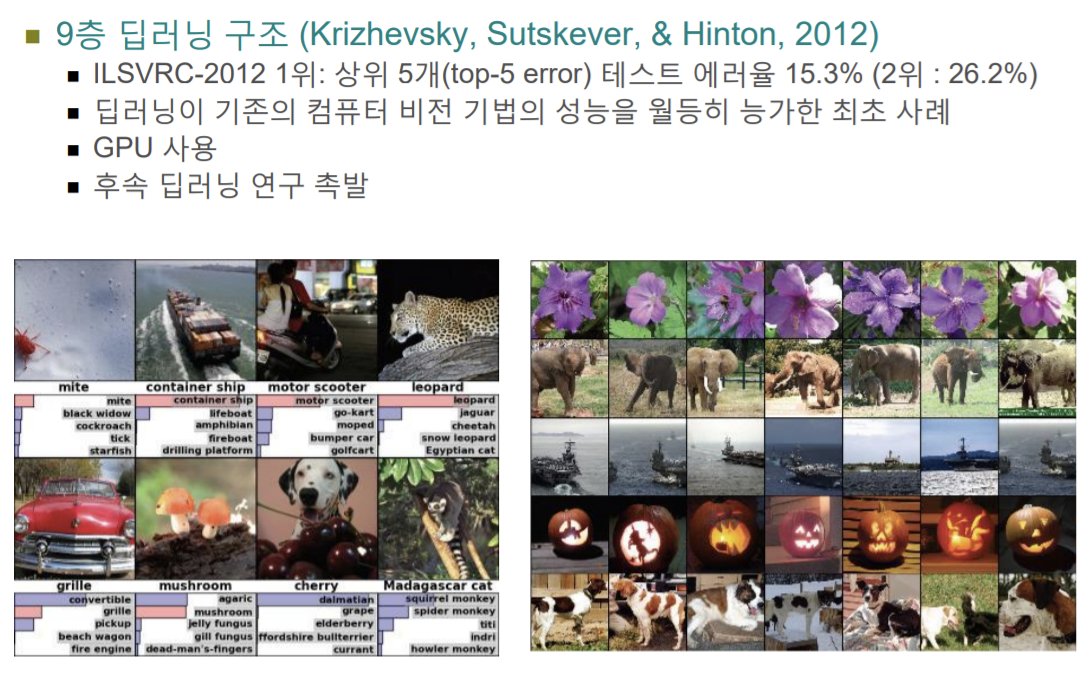 9층 딥러닝 구조 (Krizhevsky, Sutskever, & Hinton, 2012)
ILSVRC-2012 1위: 상위 5개(top-5 error) 테스트 에러율 15.3% (2위 : 26.2%)
딥러닝이 기존의 컴퓨터 비전 기법의 성능을 월등히 능가한 최초 사례
GPU 사용
후속 딥러닝 연구 촉발
mite container ship motor scooter leopard
mite container ship motor scooter leopard
black widow lifeboat go-kart jaguar
cockroach amphibian moped cheetah
tick fireboat bumper car snow leopard
starfish drilling platform golfcart Egyptian cat
grille mushroom cherry Madagascar cat
convertible agaric dalmatian squirrel monkey
grille mushroom grape spider monkey
pickup jelly fungus elderberry titi
beach wagon gill fungus ffordshire bullterrier indri
fire engine dead-man's-fingers currant howler monkey